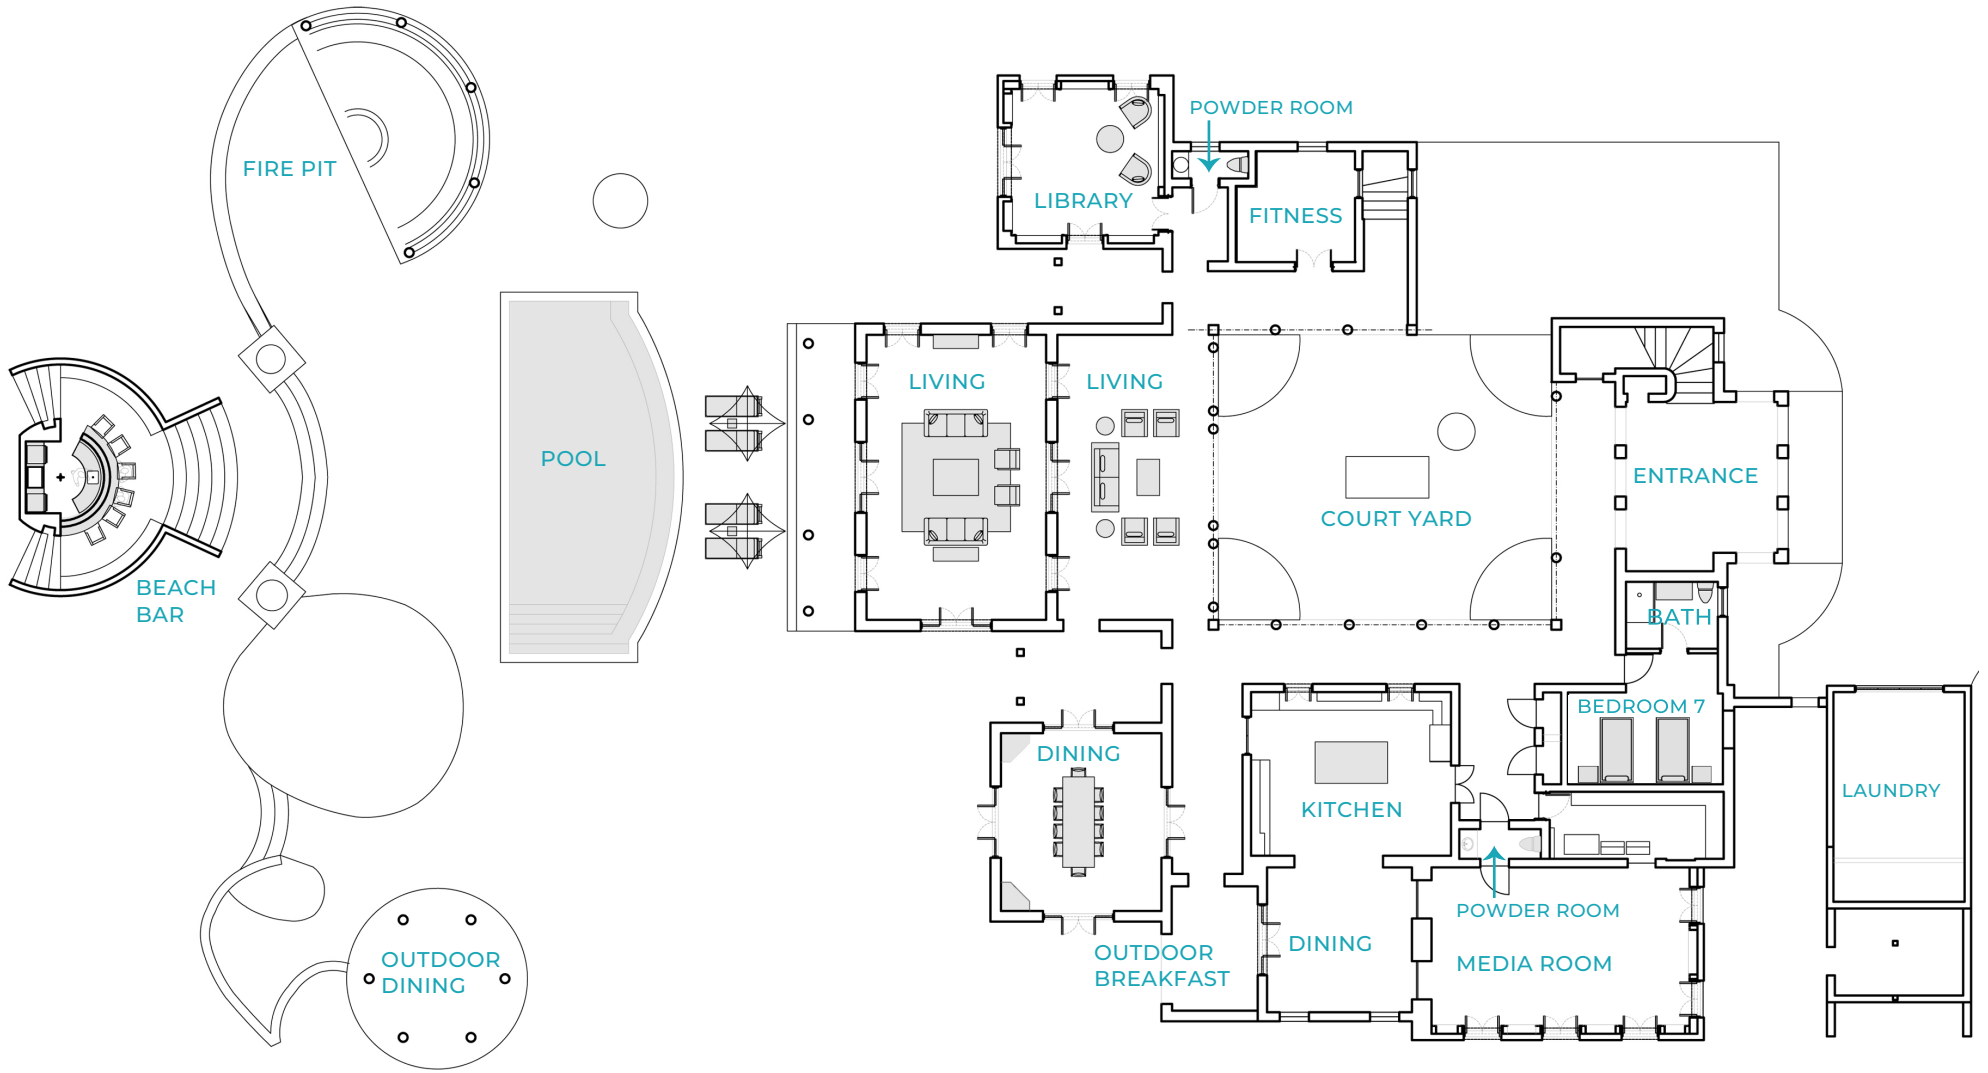 POWDER ROOM
FIRE PIT
LIBRARY
FITNESS
LIVING
LIVING
POOL
ENTRANCE
COURT YARD
BEACH
BAR
BATH
BEDROOM 7
DINING
LAUNDRY
KITCHEN
POWDER ROOM
OUTDOOR
BREAKFAST
DINING
MEDIA ROOM
OUTDOOR
DINING